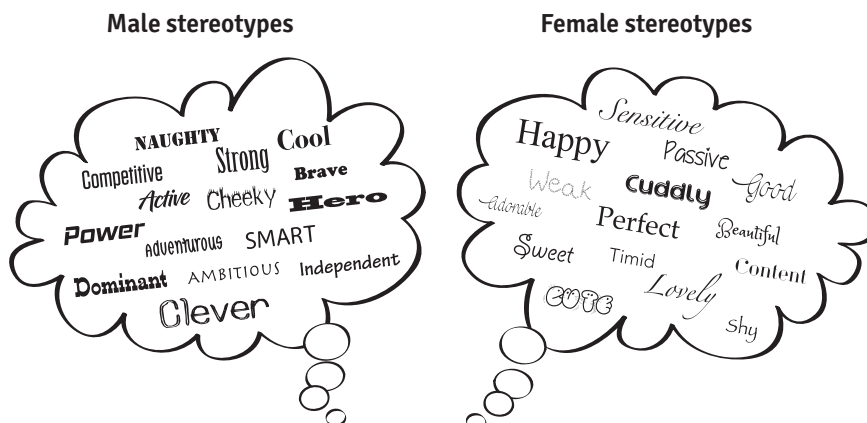 Male stereotypes
NAUGHTY
Cool
Competitive
Strong
Brave
Active
Cheeky
Hero
Power
Adventurous
SMART
Dominant
AMBITIOUS
Independent
Clever
Female stereotypes
Sensitive
Happy
Passive
Weak
Cuddly
Good
adorable
Perfect
Beautiful
Sweet
Timid
Content
Lovely
CUTE
Shy